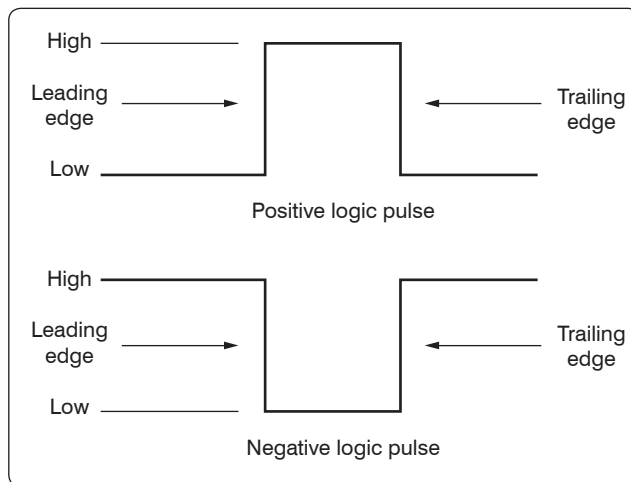 High
Leading
edge
Trailing
edge
Low
Positive logic pulse
High
Leading
edge
Trailing
edge
Low
Negative logic pulse